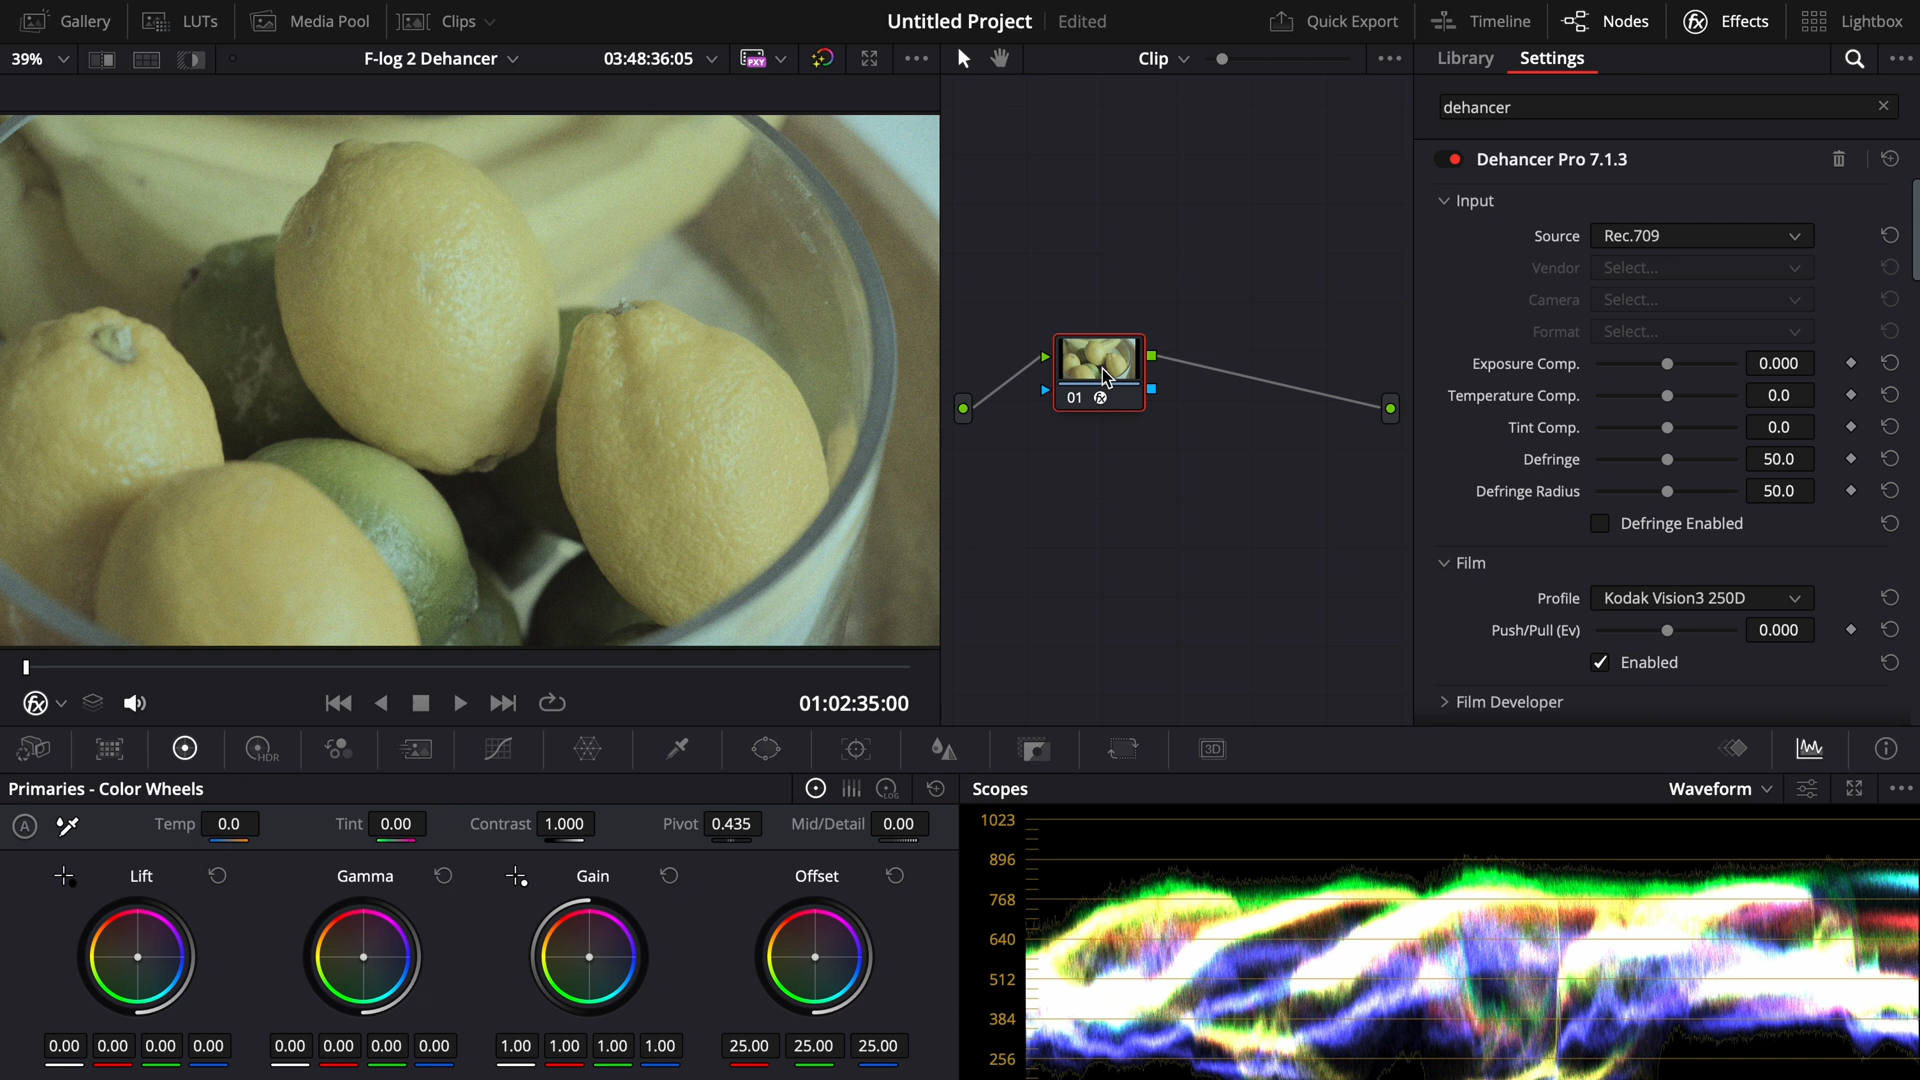 Gallery LUTs Media Pool Clips Untitled Project Edited Quick Export Timeline Nodes Effects Lightbox
39% F-log 2 Dehancer 03:48:36:05 PXY Clip Library Settings
dehancer
Dehancer Pro 7.1.3
Input
Source Rec.709
Vendor Select...
Camera Select...
Format Select...
Exposure Comp. 0.000
Temperature Comp. 0.0
Tint Comp. 0.0
Defringe 50.0
Defringe Radius 50.0
Defringe Enabled
Film
Profile Kodak Vision3 250D
Push/Pull (Ev) 0.000
Enabled
Film Developer
01 fx
fx 01:02:35:00
HDR 3D
Primaries - Color Wheels LOG Scopes Waveform
A Temp 0.0 Tint 0.00 Contrast 1.000 Pivot 0.435 Mid/Detail 0.00
Lift Gamma Gain Offset
0.00 0.00 0.00 0.00 0.00 0.00 0.00 0.00 1.00 1.00 1.00 1.00 25.00 25.00 25.00
1023
896
768
640
512
384
256